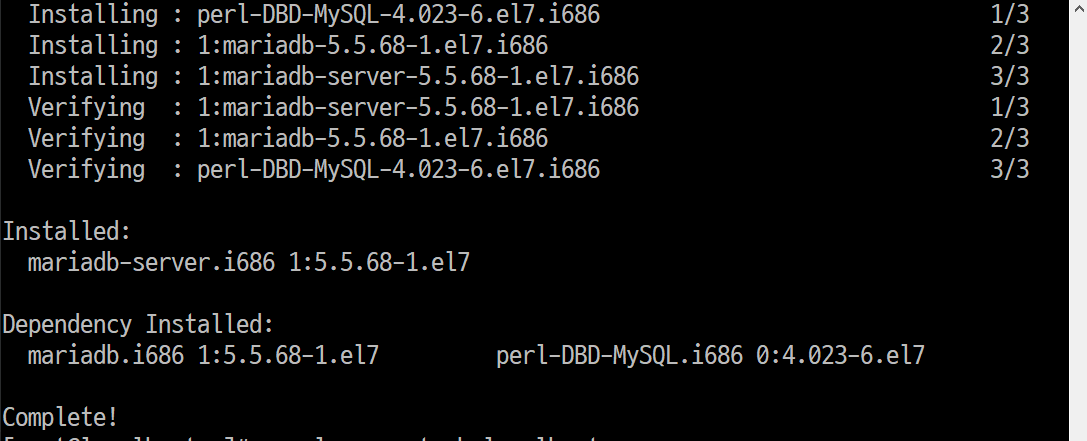 Installing : perl-DBD-MySQL-4.023-6.el7.i686 1/3
Installing : 1:mariadb-5.5.68-1.el7.i686 2/3
Installing : 1:mariadb-server-5.5.68-1.el7.i686 3/3
Verifying  : 1:mariadb-server-5.5.68-1.el7.i686 1/3
Verifying  : 1:mariadb-5.5.68-1.el7.i686 2/3
Verifying  : perl-DBD-MySQL-4.023-6.el7.i686 3/3
Installed:
mariadb-server.i686 1:5.5.68-1.el7
Dependency Installed:
mariadb.i686 1:5.5.68-1.el7 perl-DBD-MySQL.i686 0:4.023-6.el7
Complete!